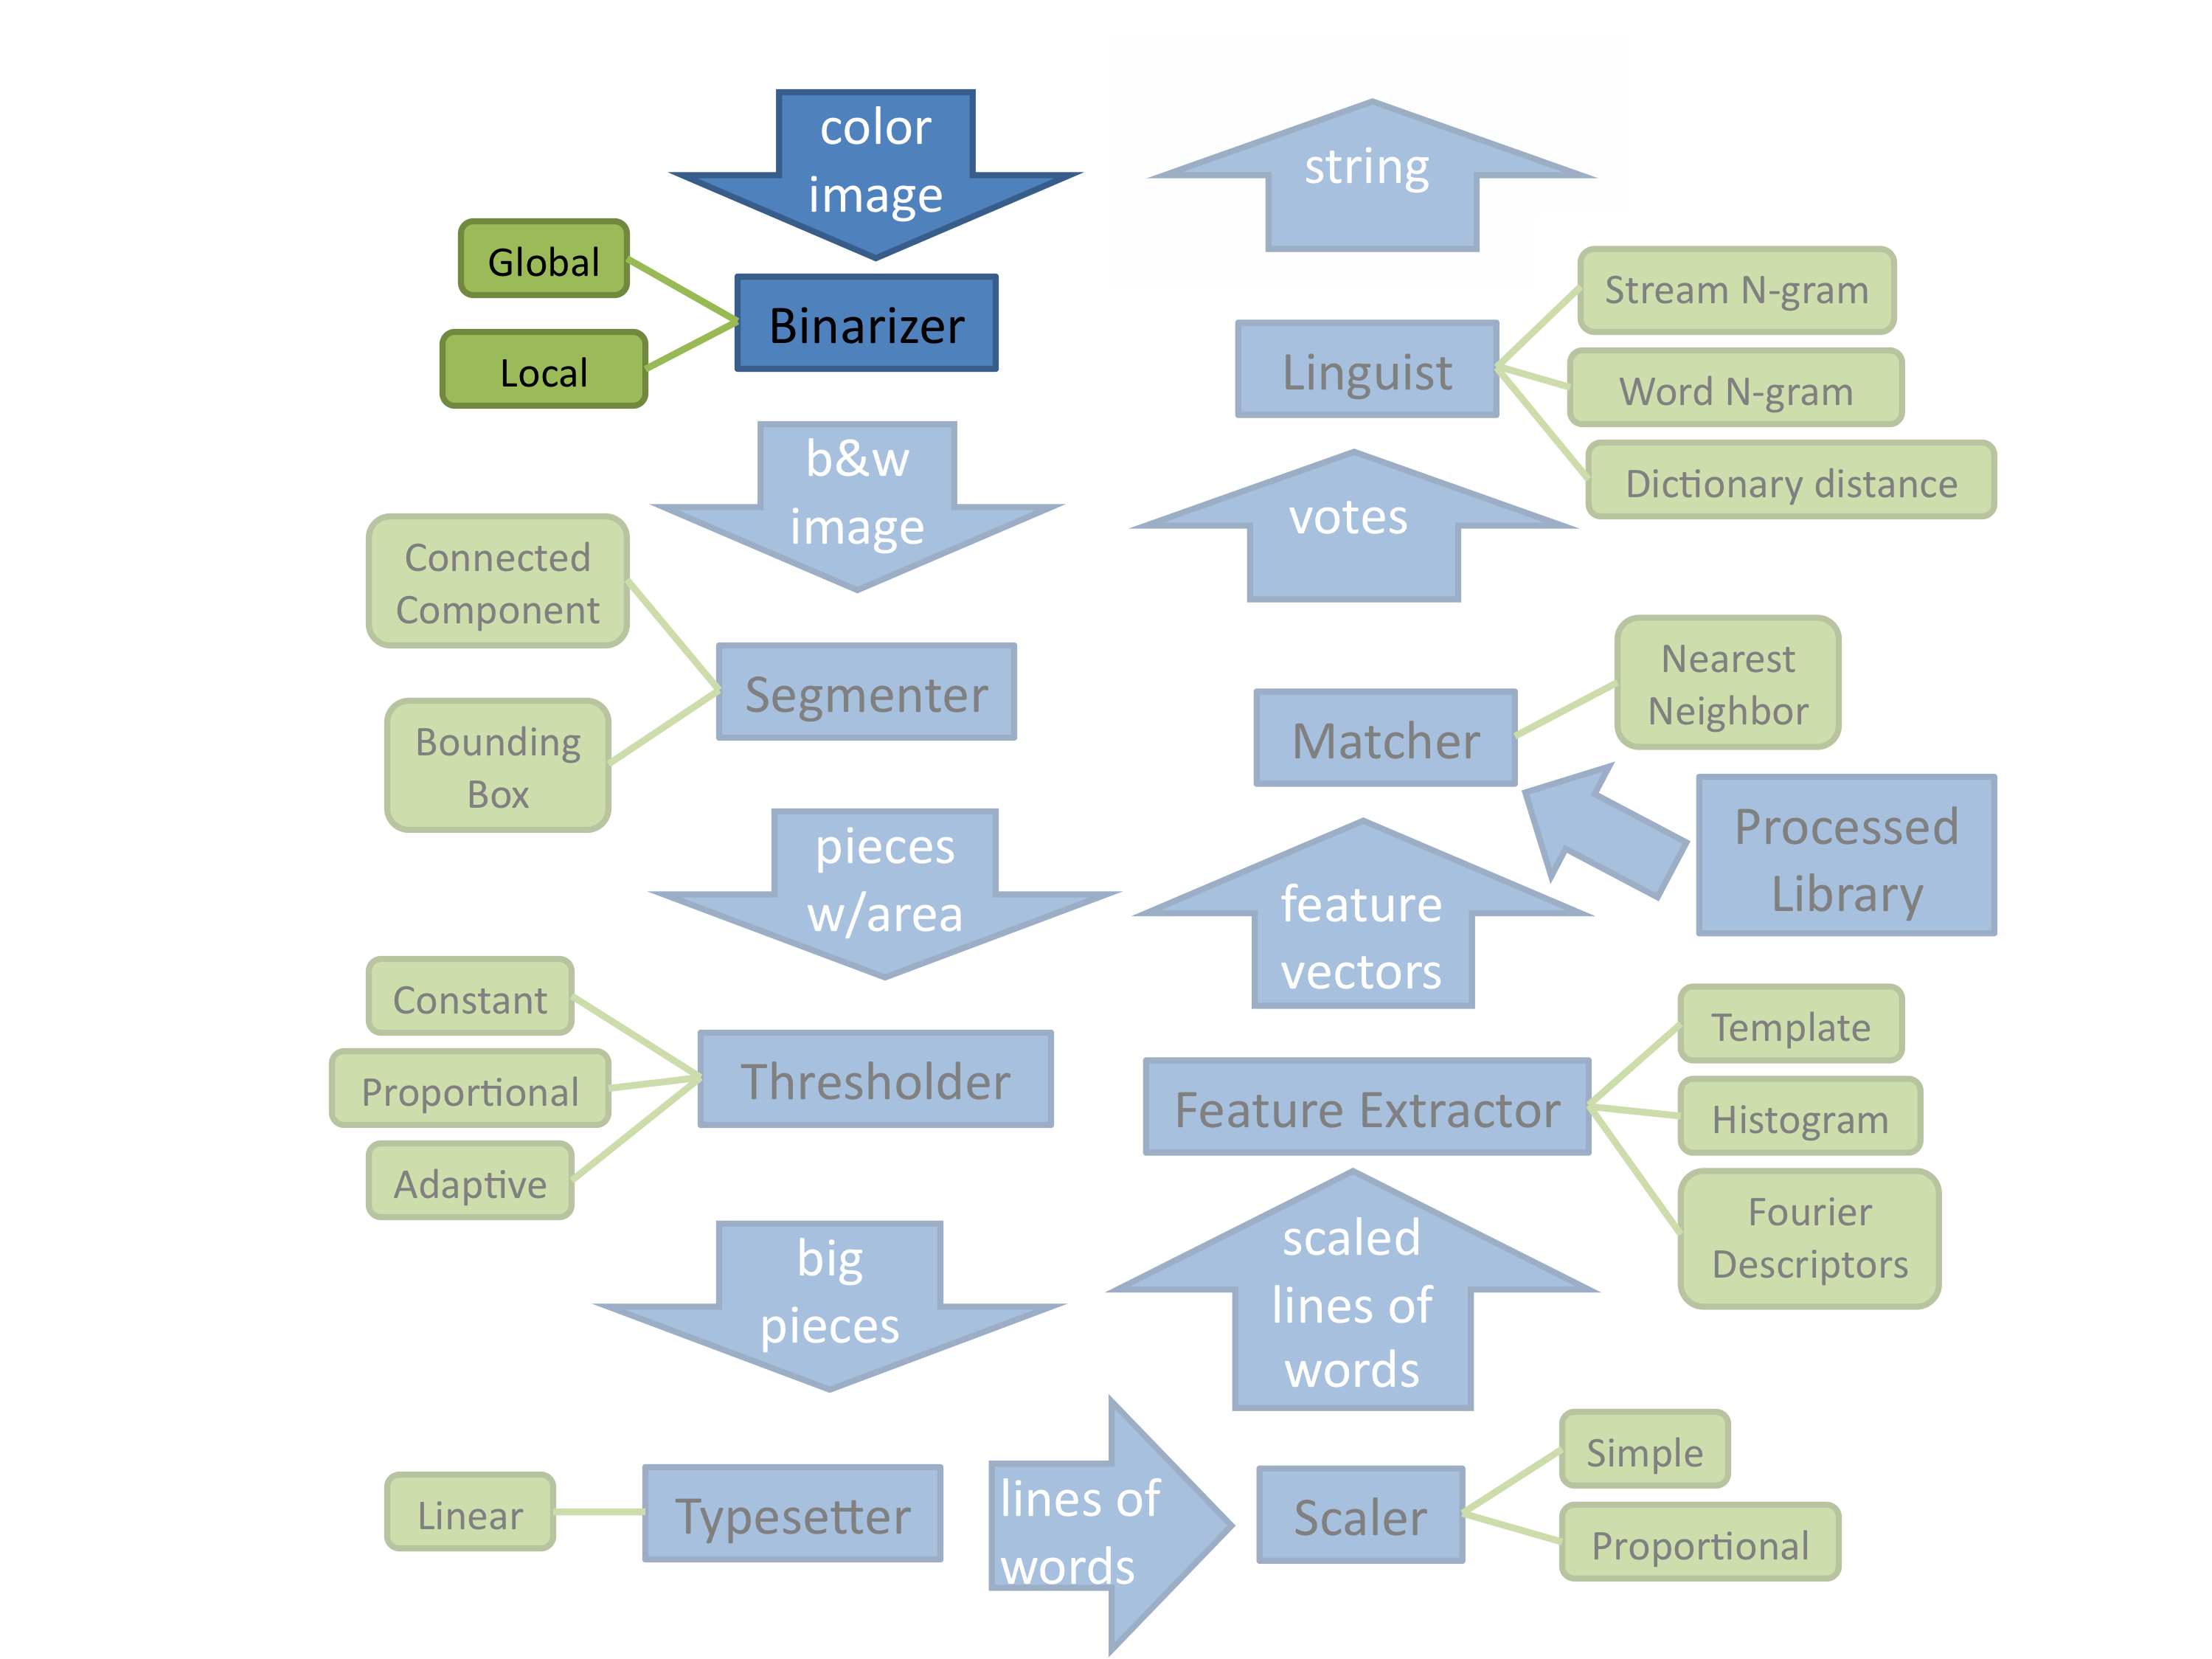 color
image
Global
Binarizer
Local
b&w
image
Connected
Component
Segmenter
Bounding
Box
pieces
w/area
Constant
Proportional
Thresholder
Adaptive
big
pieces
Linear
Typesetter
lines of
words
Scaler
Simple
Proportional
scaled
lines of
words
Feature Extractor
Template
Histogram
Fourier
Descriptors
feature
vectors
Matcher
Nearest
Neighbor
Processed
Library
votes
Linguist
Stream N-gram
Word N-gram
Dictionary distance
string